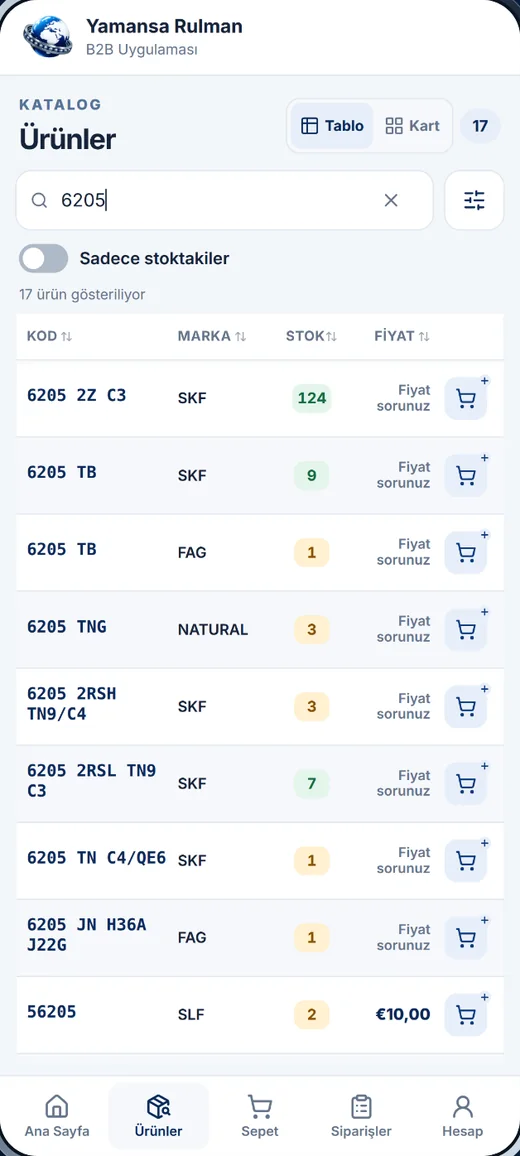 Yamansa Rulman
B2B Uygulaması
KATALOG
Ürünler
Tablo
Kart
17
6205
Sadece stoktakiler
17 ürün gösteriliyor
KOD MARKA STOK FİYAT
6205 2Z C3 SKF 124 Fiyat
sorunuz
6205 TB SKF 9 Fiyat
sorunuz
6205 TB FAG 1 Fiyat
sorunuz
6205 TNG NATURAL 3 Fiyat
sorunuz
6205 2RSH
TN9/C4 SKF 3 Fiyat
sorunuz
6205 2RSL TN9
C3 SKF 7 Fiyat
sorunuz
6205 TN C4/QE6 SKF 1 Fiyat
sorunuz
6205 JN H36A
J22G FAG 1 Fiyat
sorunuz
56205 SLF 2 €10,00
Ana Sayfa Ürünler Sepet Siparişler Hesap